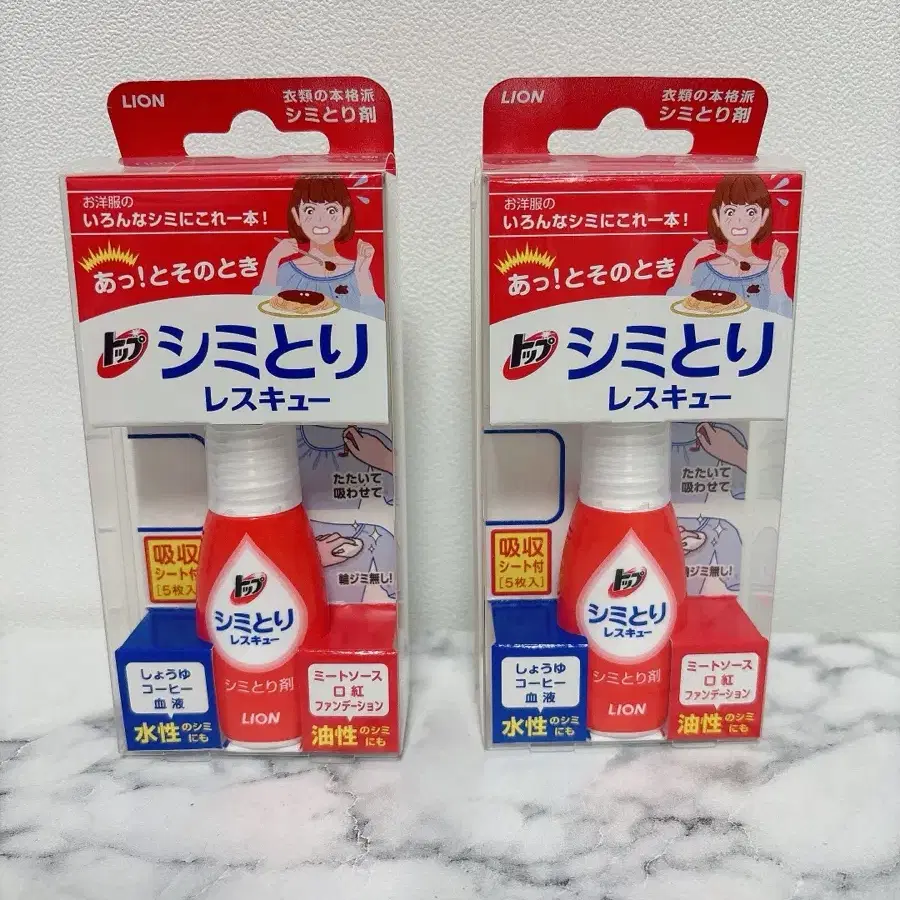 LION
衣類の本格派
シミとり剤
お洋服の
いろんなシミにこれ一本！
あっ！とそのとき
トップ
シミとり
レスキュー
たたいて
吸わせて
吸収
シート付
[5枚入
輪ジミ無し!
トップ
シミとり
レスキュー
シミとり剤
LION
しょうゆ
コーヒー
血液
水性のシミにも
ミートソース
口紅
ファンデーション
油性のシミにも
LION
衣類の本格派
シミとり剤
お洋服の
いろんなシミにこれ一本！
あっ！とそのとき
トップ
シミとり
レスキュー
たたいて
吸わせて
吸収
シート付
[5枚入]
輪ジミ無し!
トップ
シミとり
レスキュー
シミとり剤
LION
しょうゆ
コーヒー
血液
水性のシミにも
ミートソース
口紅
ファンデーション
油性のシミにも